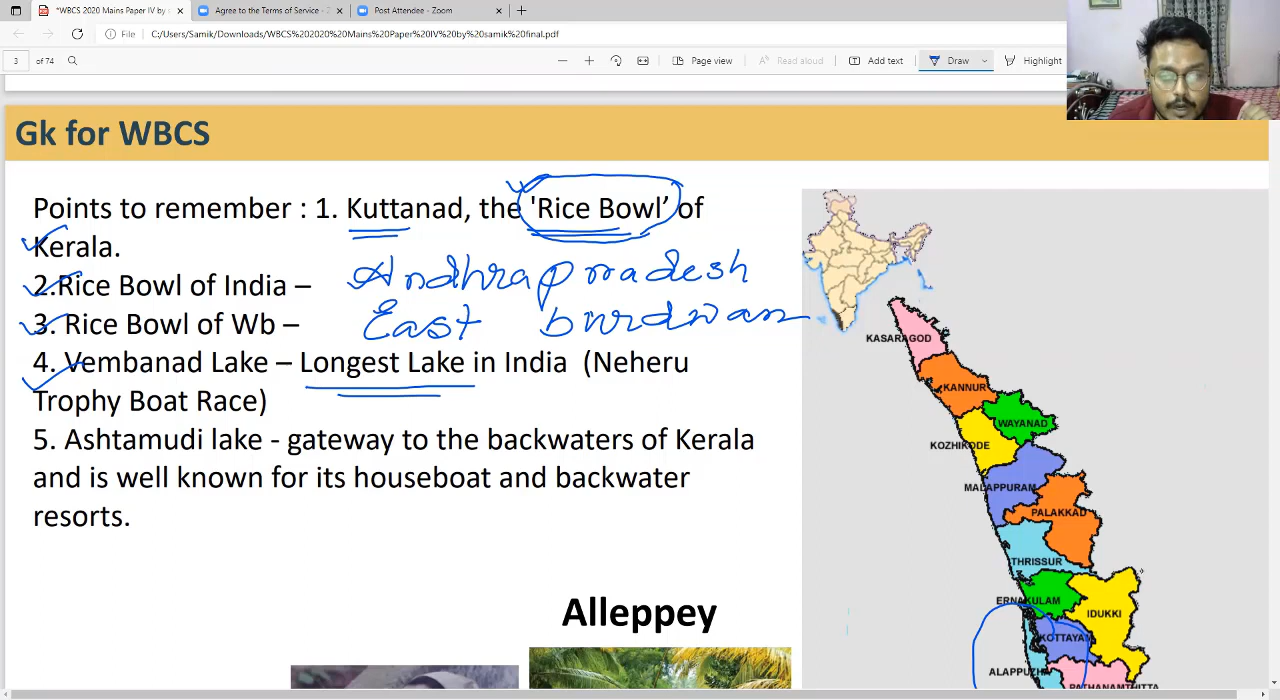 *WBCS 2020 Mains Paper IV by s
Agree to the Terms of Service - Z
Post Attendee - Zoom
File
C:/Users/Samik/Downloads/WBCS%202020%20Mains%20Paper%20IV%20by%20samik%20final.pdf
3 of 74
Page view
Read aloud
Add text
Draw
Highlight
Gk for WBCS
Points to remember : 1. Kuttanad, the 'Rice Bowl’ of
Kerala.
2.Rice Bowl of India – Andhra pradesh
3. Rice Bowl of Wb – East burdwan
4. Vembanad Lake – Longest Lake in India (Neheru
Trophy Boat Race)
5. Ashtamudi lake - gateway to the backwaters of Kerala
and is well known for its houseboat and backwater
resorts.
Alleppey
KASARAGOD
KANNUR
WAYANAD
KOZHIKODE
MALAPPURAM
PALAKKAD
THRISSUR
ERNAKULAM
IDUKKI
KOTTAYAM
ALAPPUZHA
PATHANAMTHITTA